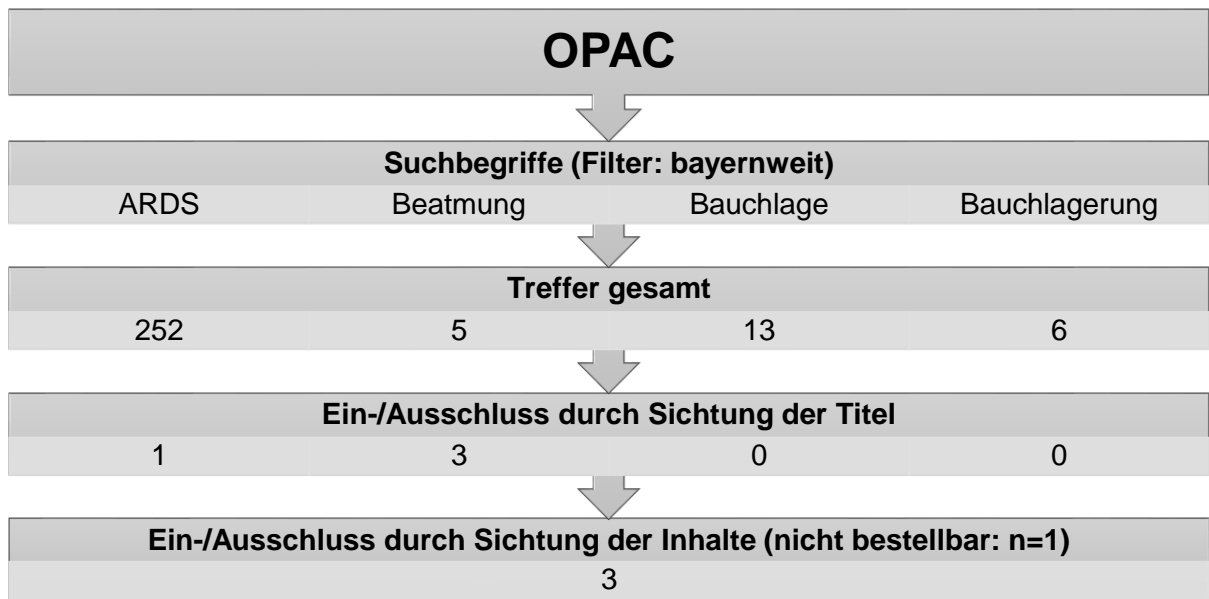 OPAC
Suchbegriffe (Filter: bayernweit)
ARDS Beatmung Bauchlage Bauchlagerung
Treffer gesamt
252 5 13 6
Ein-/Ausschluss durch Sichtung der Titel
1 3 0 0
Ein-/Ausschluss durch Sichtung der Inhalte (nicht bestellbar: n=1)
3